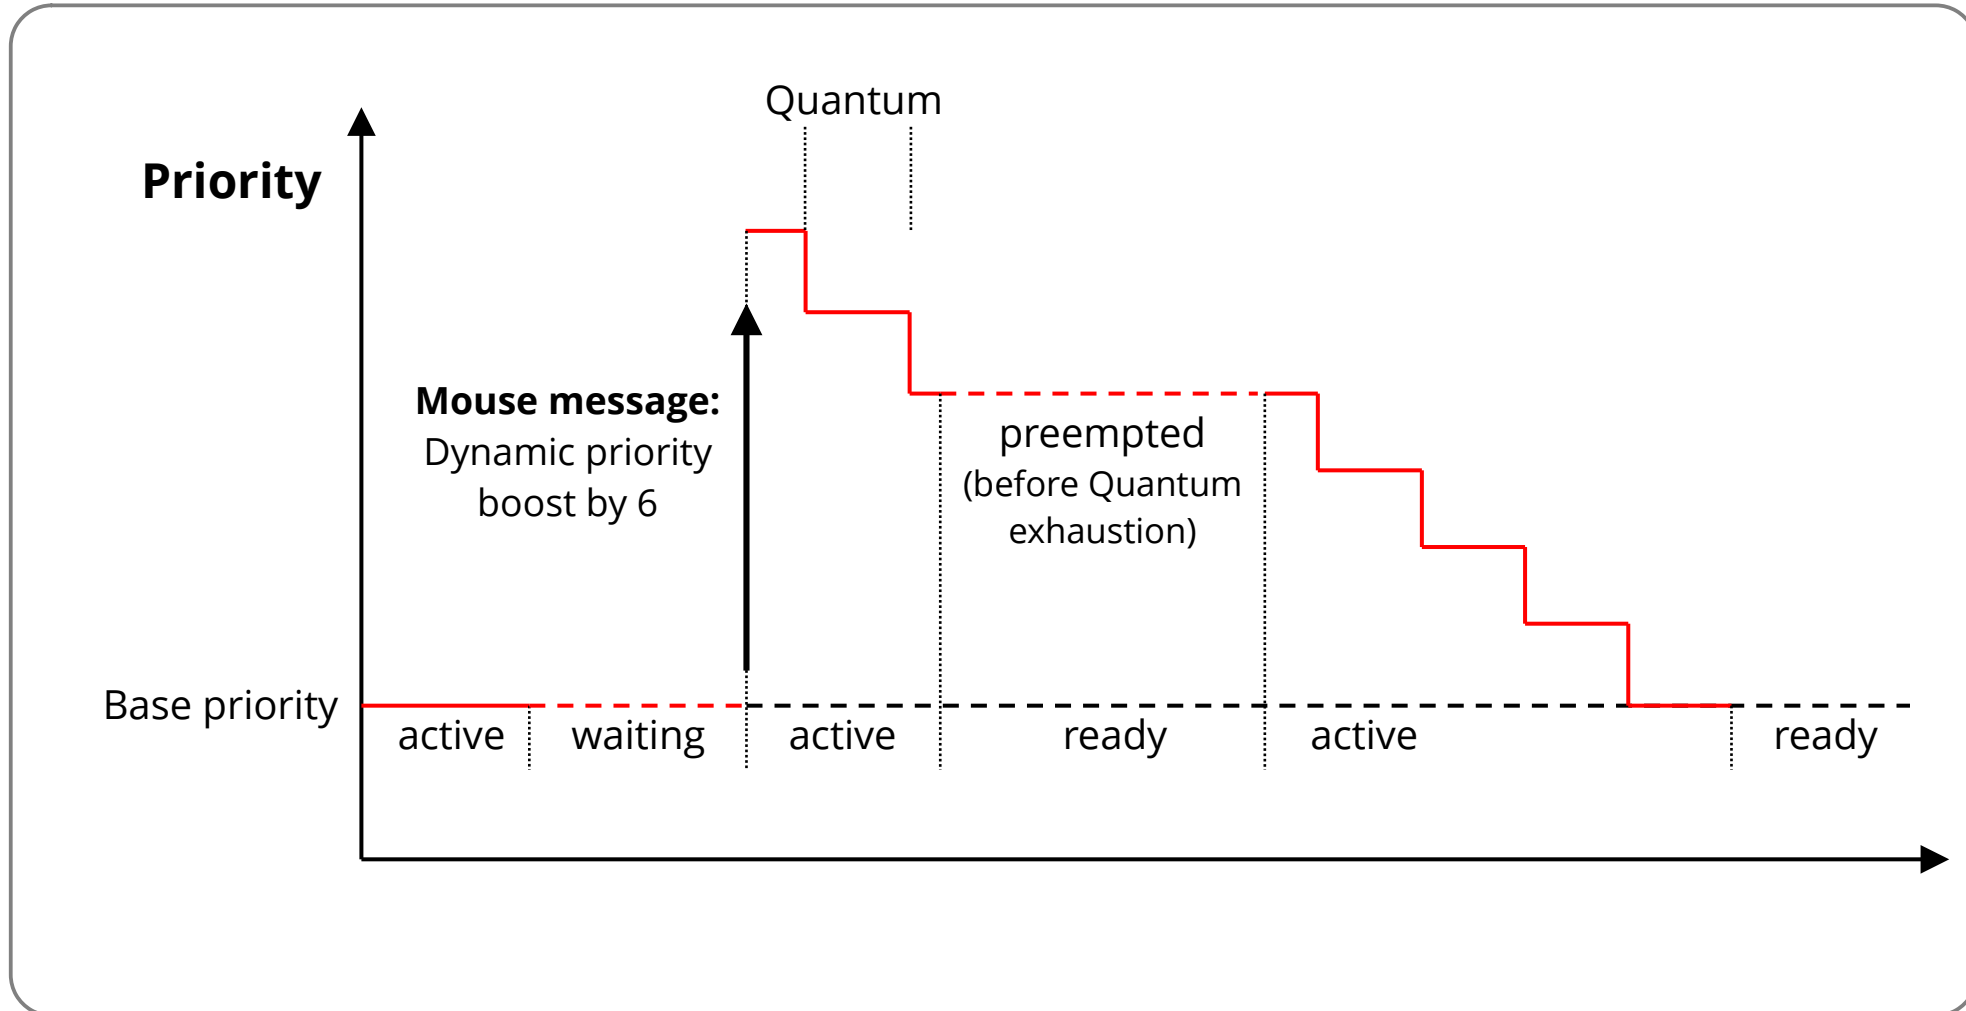 Quantum
Priority
Mouse message:
Dynamic priority
boost by 6
preempted
(before Quantum
exhaustion)
Base priority
active
waiting
active
ready
active
ready